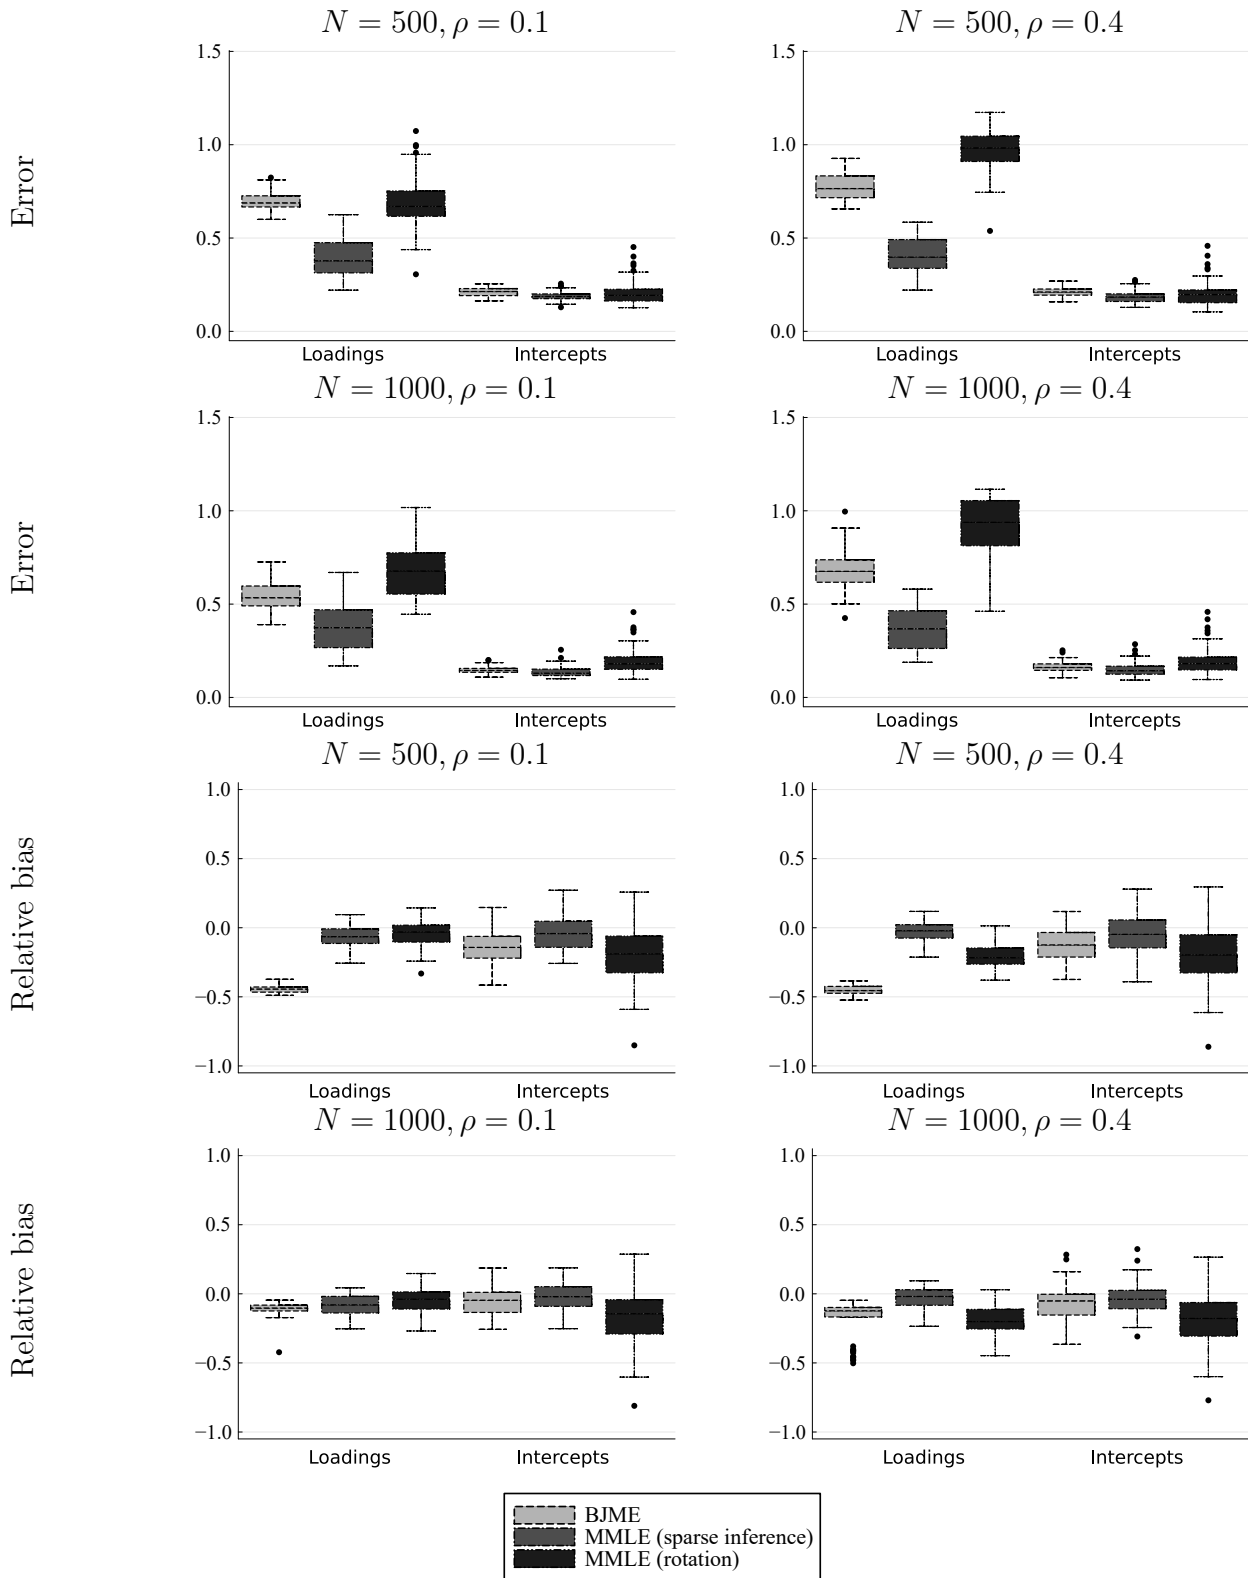 N = 500, ρ = 0.1
N = 500, ρ = 0.4
Error
1.5
1.0
0.5
0.0
Loadings
Intercepts
1.5
1.0
0.5
0.0
Loadings
Intercepts
N = 1000, ρ = 0.1
N = 1000, ρ = 0.4
Error
1.5
1.0
0.5
0.0
Loadings
Intercepts
1.5
1.0
0.5
0.0
Loadings
Intercepts
N = 500, ρ = 0.1
N = 500, ρ = 0.4
Relative bias
1.0
0.5
0.0
−0.5
−1.0
Loadings
Intercepts
1.0
0.5
0.0
−0.5
−1.0
Loadings
Intercepts
N = 1000, ρ = 0.1
N = 1000, ρ = 0.4
Relative bias
1.0
0.5
0.0
−0.5
−1.0
Loadings
Intercepts
1.0
0.5
0.0
−0.5
−1.0
Loadings
Intercepts
BJME
MMLE (sparse inference)
MMLE (rotation)